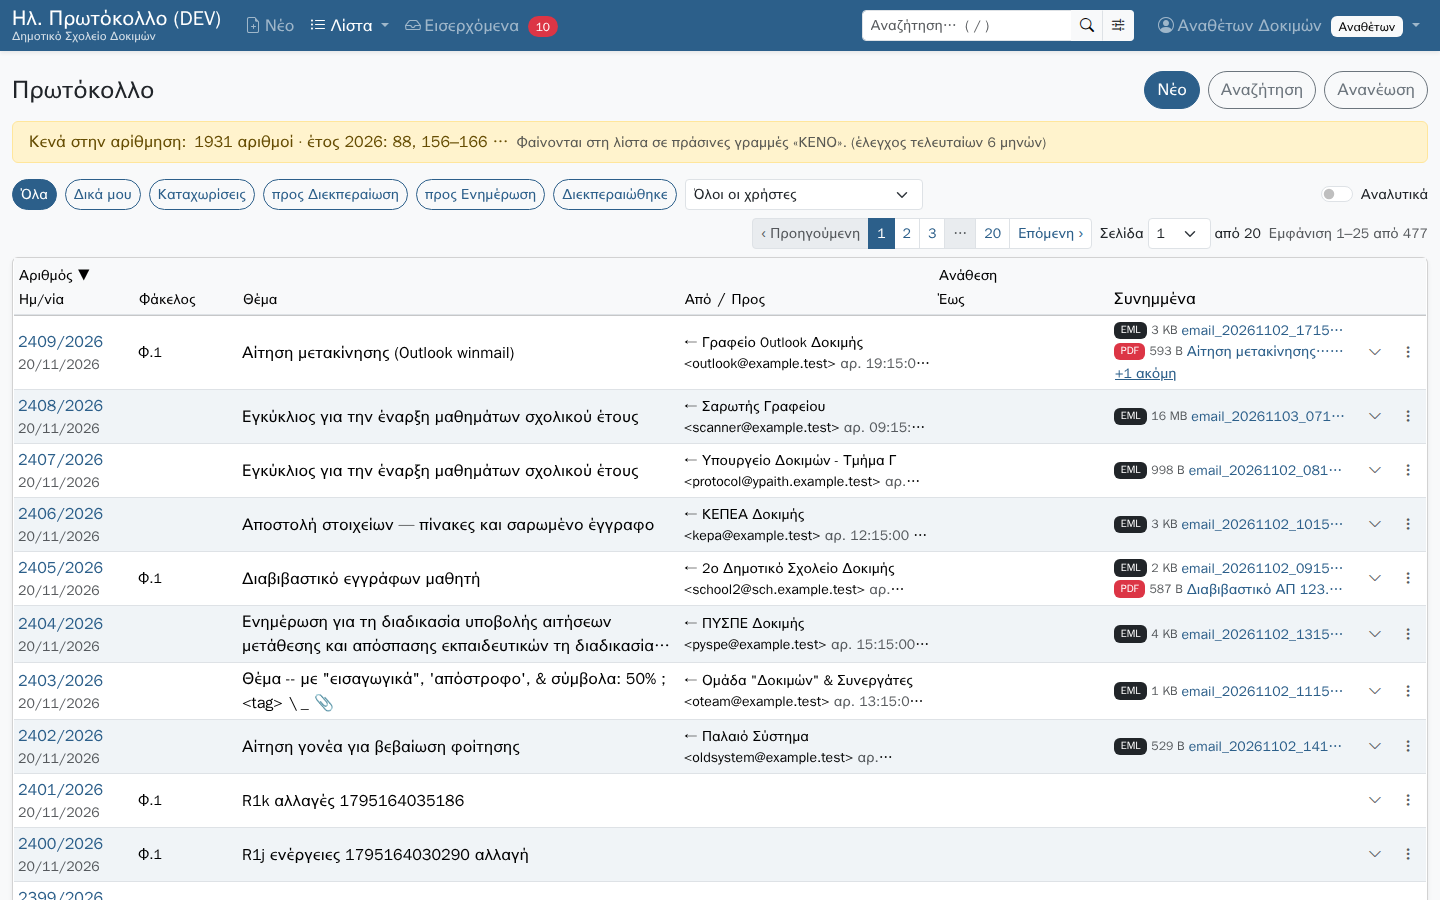 Ηλ. Πρωτόκολλο (DEV)
Δημοτικό Σχολείο Δοκιμών
Νέο
Λίστα
Εισερχόμενα 10
Αναζήτηση… ( / )
Αναθέτων Δοκιμών Αναθέτων
Πρωτόκολλο
Νέο Αναζήτηση Ανανέωση
Κενά στην αρίθμηση: 1931 αριθμοί · έτος 2026: 88, 156–166 … Φαίνονται στη λίστα σε πράσινες γραμμές «ΚΕΝΟ». (έλεγχος τελευταίων 6 μηνών)
Όλα Δικά μου Καταχωρίσεις προς Διεκπεραίωση προς Ενημέρωση Διεκπεραιώθηκε Όλοι οι χρήστες Αναλυτικά
‹ Προηγούμενη 1 2 3 … 20 Επόμενη › Σελίδα 1 από 20 Εμφάνιση 1–25 από 477
Αριθμός ▼ Ανάθεση
Ημ/νία Φάκελος Θέμα Από / Προς Έως Συνημμένα
2409/2026
20/11/2026
Φ.1
Αίτηση μετακίνησης (Outlook winmail)
← Γραφείο Outlook Δοκιμής
<outlook@example.test> αρ. 19:15:0…
EML 3 KB email_20261102_1715…
PDF 593 B Αίτηση μετακίνησης……
+1 ακόμη
2408/2026
20/11/2026
Εγκύκλιος για την έναρξη μαθημάτων σχολικού έτους
← Σαρωτής Γραφείου
<scanner@example.test> αρ. 09:15:…
EML 16 MB email_20261103_071…
2407/2026
20/11/2026
Εγκύκλιος για την έναρξη μαθημάτων σχολικού έτους
← Υπουργείο Δοκιμών - Τμήμα Γ
<protocol@ypaith.example.test> αρ.…
EML 998 B email_20261102_081…
2406/2026
20/11/2026
Αποστολή στοιχείων — πίνακες και σαρωμένο έγγραφο
← ΚΕΠΕΑ Δοκιμής
<kepa@example.test> αρ. 12:15:00 …
EML 3 KB email_20261102_1015…
2405/2026
20/11/2026
Φ.1
Διαβιβαστικό εγγράφων μαθητή
← 2ο Δημοτικό Σχολείο Δοκιμής
<school2@sch.example.test> αρ.…
EML 2 KB email_20261102_0915…
PDF 587 B Διαβιβαστικό ΑΠ 123.…
2404/2026
20/11/2026
Ενημέρωση για τη διαδικασία υποβολής αιτήσεων
μετάθεσης και απόσπασης εκπαιδευτικών τη διαδικασία…
← ΠΥΣΠΕ Δοκιμής
<pyspe@example.test> αρ. 15:15:00…
EML 4 KB email_20261102_1315…
2403/2026
20/11/2026
Θέμα -- με "εισαγωγικά", 'απόστροφο', & σύμβολα: 50% ;
<tag> \ _ 📎
← Ομάδα "Δοκιμών" & Συνεργάτες
<oteam@example.test> αρ. 13:15:0…
EML 1 KB email_20261102_1115…
2402/2026
20/11/2026
Αίτηση γονέα για βεβαίωση φοίτησης
← Παλαιό Σύστημα
<oldsystem@example.test> αρ.…
EML 529 B email_20261102_141…
2401/2026
20/11/2026
Φ.1
R1k αλλαγές 1795164035186
2400/2026
20/11/2026
Φ.1
R1j ενέργειες 1795164030290 αλλαγή
2399/2026